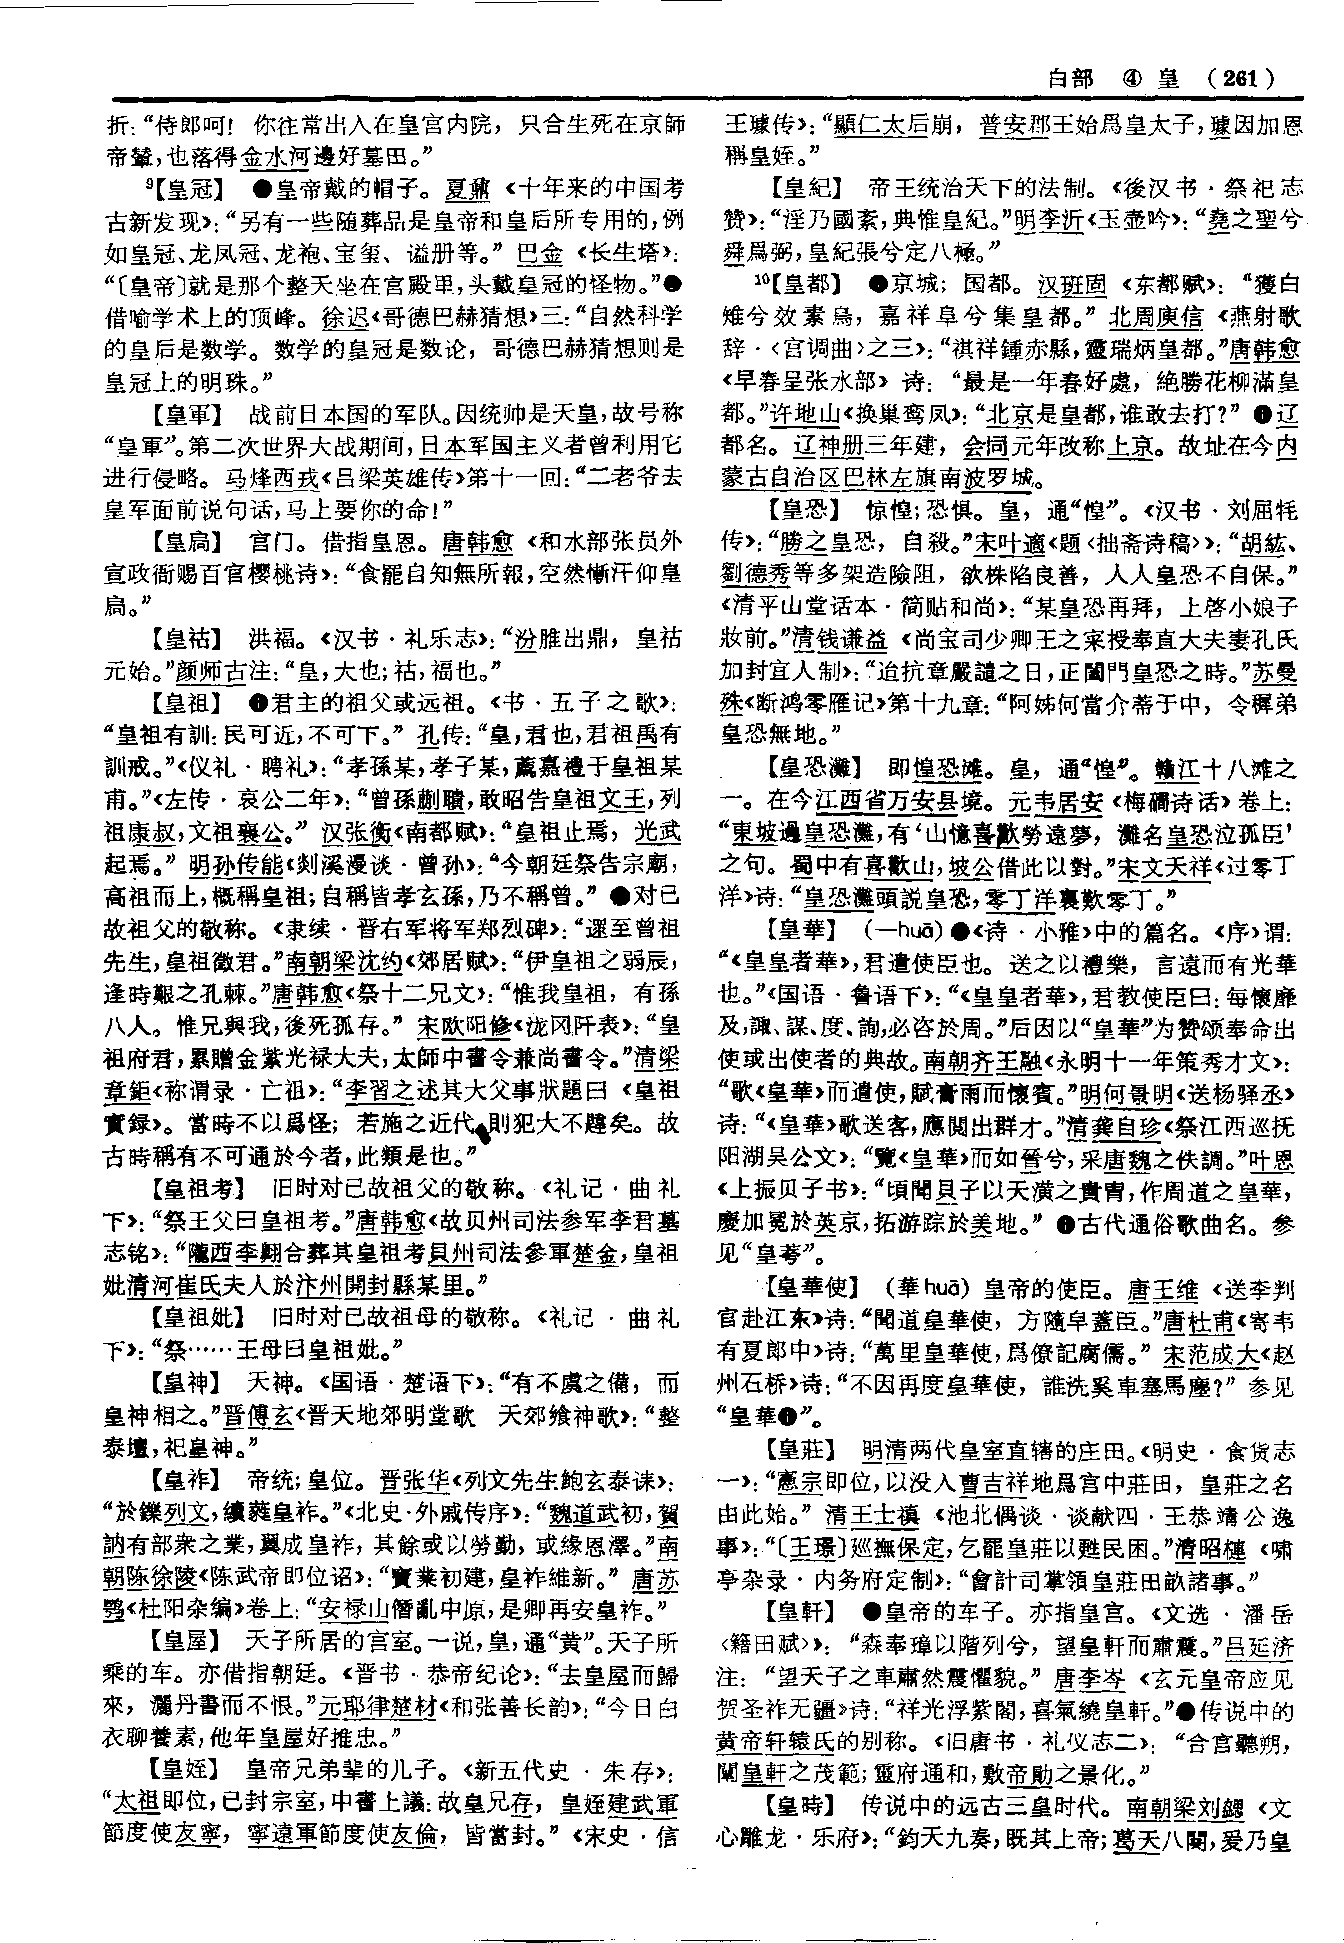 白部 ④ 皇 （261）
折：“侍郎呵！你往常出入在皇宫内院，只合生死在京師
帝輦，也落得金水河邊好墓田。”
⁹【皇冠】 ❶皇帝戴的帽子。夏鼐《十年来的中国考
古新发现》：“另有一些随葬品是皇帝和皇后所专用的，例
如皇冠、龙凤冠、龙袍、宝玺、谥册等。”巴金《长生塔》：
“〔皇帝〕就是那个整天坐在宫殿里，头戴皇冠的怪物。”❷
借喻学术上的顶峰。徐迟《哥德巴赫猜想》三：“自然科学
的皇后是数学。数学的皇冠是数论，哥德巴赫猜想则是
皇冠上的明珠。”
【皇軍】 战前日本国的军队。因统帅是天皇，故号称
“皇軍”。第二次世界大战期间，日本军国主义者曾利用它
进行侵略。马烽西戎《吕梁英雄传》第十一回：“二老爷去
皇军面前说句话，马上要你的命！”
【皇扃】 宫门。借指皇恩。唐韩愈《和水部张员外
宣政衙赐百官樱桃诗》：“食罷自知無所報，空然慚汗仰皇
扃。”
【皇祜】 洪福。《汉书·礼乐志》：“汾脽出鼎，皇祜
元始。”颜师古注：“皇，大也；祜，福也。”
【皇祖】 ❶君主的祖父或远祖。《书·五子之歌》：
“皇祖有訓：民可近，不可下。”孔传：“皇，君也，君祖禹有
訓戒。”《仪礼·聘礼》：“孝孫某，孝子某，薦嘉禮于皇祖某
甫。”《左传·哀公二年》：“曾孫蒯聵，敢昭告皇祖文王，列
祖康叔，文祖襄公。”汉张衡《南都赋》：“皇祖止焉，光武
起焉。”明孙传能《剡溪漫谈·曾孙》：“今朝廷祭告宗廟，
高祖而上，概稱皇祖；自稱皆孝玄孫，乃不稱曾。”❷对已
故祖父的敬称。《隶续·晋右军将军郑烈碑》：“逮至曾祖
先生，皇祖徵君。”南朝梁沈约《郊居赋》：“伊皇祖之弱辰，
逢時艱之孔棘。”唐韩愈《祭十二兄文》：“惟我皇祖，有孫
八人。惟兄與我，後死孤存。”宋欧阳修《泷冈阡表》：“皇
祖府君，累贈金紫光禄大夫，太師中書令兼尚書令。”清梁
章鉅《称谓录·亡祖》：“李習之述其大父事狀題曰《皇祖
實録》。當時不以爲怪；若施之近代，則犯大不韙矣。故
古時稱有不可通於今者，此類是也。”
【皇祖考】 旧时对已故祖父的敬称。《礼记·曲礼
下》：“祭王父曰皇祖考。”唐韩愈《故贝州司法参军李君墓
志铭》：“隴西李翱合葬其皇祖考貝州司法參軍楚金，皇祖
妣清河崔氏夫人於汴州開封縣某里。”
【皇祖妣】 旧时对已故祖母的敬称。《礼记·曲礼
下》：“祭……王母曰皇祖妣。”
【皇神】 天神。《国语·楚语下》：“有不虞之備，而
皇神相之。”晋傅玄《晋天地郊明堂歌 天郊飨神歌》：“整
泰壇，祀皇神。”
【皇祚】 帝统；皇位。晋张华《列文先生鲍玄泰诔》：
“於鑠列文，纘蕤皇祚。”《北史·外戚传序》：“魏道武初，賀
訥有部衆之業，翼成皇祚，其餘或以勞勤，或緣恩澤。”南
朝陈徐陵《陈武帝即位诏》：“寶業初建，皇祚維新。”唐苏
鹗《杜阳杂编》卷上：“安禄山僭亂中原，是卿再安皇祚。”
【皇屋】 天子所居的宫室。一说，皇，通“黄”。天子所
乘的车。亦借指朝廷。《晋书·恭帝纪论》：“去皇屋而歸
來，灑丹書而不恨。”元耶律楚材《和张善长韵》：“今日白
衣聊養素，他年皇屋好推忠。”
【皇姪】 皇帝兄弟辈的儿子。《新五代史·朱存》：
“太祖即位，已封宗室，中書上議：故皇兄存，皇姪建武軍
節度使友寧，寧遠軍節度使友倫，皆當封。”《宋史·信
王璩传》：“顯仁太后崩，普安郡王始爲皇太子，璩因加恩
稱皇姪。”
【皇紀】 帝王统治天下的法制。《後汉书·祭祀志
赞》：“淫乃國紊，典惟皇紀。”明李沂《玉壶吟》：“堯之聖兮
舜爲弼，皇紀張兮定八極。”
¹⁰【皇都】 ❶京城；国都。汉班固《东都赋》：“獲白
雉兮效素烏，嘉祥阜兮集皇都。”北周庾信《燕射歌
辞·〈宫调曲〉之三》：“祺祥鍾赤縣，靈瑞炳皇都。”唐韩愈
《早春呈张水部》诗：“最是一年春好處，絶勝花柳滿皇
都。”许地山《换巢鸾凤》：“北京是皇都，谁敢去打？”❷辽
都名。辽神册三年建，会同元年改称上京。故址在今内
蒙古自治区巴林左旗南波罗城。
【皇恐】 惊惶；恐惧。皇，通“惶”。《汉书·刘屈牦
传》：“勝之皇恐，自殺。”宋叶適《题〈拙斋诗稿〉》：“胡紘、
劉德秀等多架造險阻，欲株陷良善，人人皇恐不自保。”
《清平山堂话本·简贴和尚》：“某皇恐再拜，上啓小娘子
妝前。”清钱谦益《尚宝司少卿王之寀授奉直大夫妻孔氏
加封宜人制》：“迨抗章嚴譴之日，正闔門皇恐之時。”苏曼
殊《断鸿零雁记》第十九章：“阿姊何當介蒂于中，令稺弟
皇恐無地。”
【皇恐灘】 即惶恐滩。皇，通“惶”。赣江十八滩之
一。在今江西省万安县境。元韦居安《梅磵诗话》卷上：
“東坡過皇恐灘，有‘山憶喜歡勞遠夢，灘名皇恐泣孤臣’
之句。蜀中有喜歡山，坡公借此以對。”宋文天祥《过零丁
洋》诗：“皇恐灘頭説皇恐，零丁洋裏歎零丁。”
【皇華】 （—huā）❶《诗·小雅》中的篇名。《序》谓：
“《皇皇者華》，君遣使臣也。送之以禮樂，言遠而有光華
也。”《国语·鲁语下》：“《皇皇者華》，君教使臣曰：每懷靡
及，諏、謀、度、詢，必咨於周。”后因以“皇華”为赞颂奉命出
使或出使者的典故。南朝齐王融《永明十一年策秀才文》：
“歌《皇華》而遣使，賦膏雨而懷賓。”明何景明《送杨驿丞》
诗：“《皇華》歌送客，應閲出群才。”清龚自珍《祭江西巡抚
阳湖吴公文》：“覽《皇華》而如晉兮，采唐魏之佚調。”叶恩
《上振贝子书》：“頃聞貝子以天潢之貴胄，作周道之皇華，
慶加冕於英京，拓游踪於美地。”❷古代通俗歌曲名。参
见“皇荂”。
【皇華使】 （華huā）皇帝的使臣。唐王维《送李判
官赴江东》诗：“聞道皇華使，方隨皁蓋臣。”唐杜甫《寄韦
有夏郎中》诗：“萬里皇華使，爲僚記腐儒。”宋范成大《赵
州石桥》诗：“不因再度皇華使，誰洗奚車塞馬塵？”参见
“皇華❶”。
【皇莊】 明清两代皇室直辖的庄田。《明史·食货志
一》：“憲宗即位，以没入曹吉祥地爲宫中莊田，皇莊之名
由此始。”清王士禛《池北偶谈·谈献四·王恭靖公逸
事》：“〔王璟〕巡撫保定，乞罷皇莊以甦民困。”清昭槤《啸
亭杂录·内务府定制》：“會計司掌領皇莊田畝諸事。”
【皇軒】 ❶皇帝的车子。亦指皇宫。《文选·潘岳
〈籍田赋〉》：“森奉璋以階列兮，望皇軒而肅震。”吕延济
注：“望天子之車肅然震懼貌。”唐李岑《玄元皇帝应见
贺圣祚无疆》诗：“祥光浮紫閣，喜氣繞皇軒。”❷传说中的
黄帝轩辕氏的别称。《旧唐书·礼仪志二》：“合宫聽朔，
闡皇軒之茂範；靈府通和，敷帝勛之景化。”
【皇時】 传说中的远古三皇时代。南朝梁刘勰《文
心雕龙·乐府》：“鈞天九奏，既其上帝；葛天八闋，爰乃皇